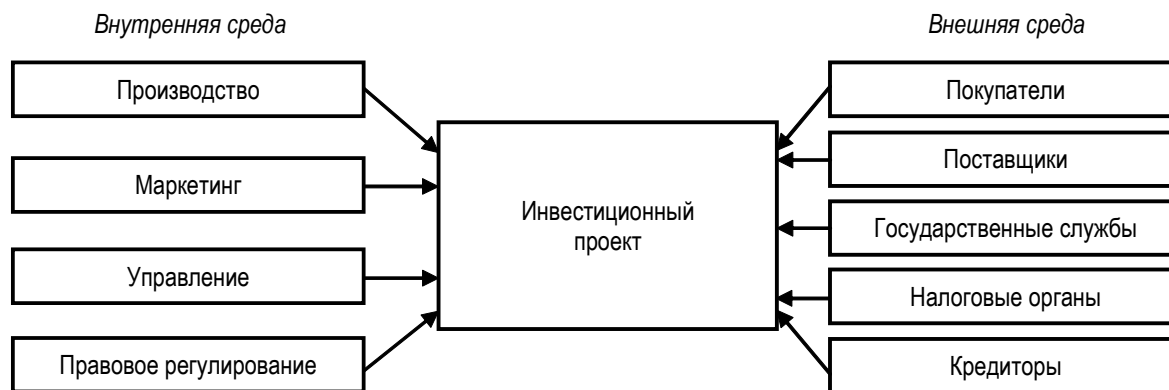 Внутренняя среда
Внешняя среда
Производство
Маркетинг
Управление
Правовое регулирование
Инвестиционный
проект
Покупатели
Поставщики
Государственные службы
Налоговые органы
Кредиторы